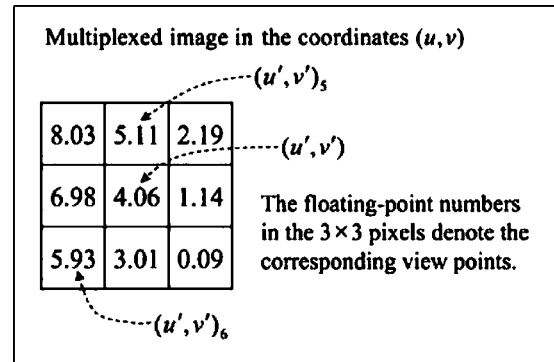 Multiplexed image in the coordinates (u,v)
(u′,v′)₅
8.03 5.11 2.19
(u′,v′)
6.98 4.06 1.14
The floating-point numbers
in the 3×3 pixels denote the
corresponding view points.
5.93 3.01 0.09
(u′,v′)₆